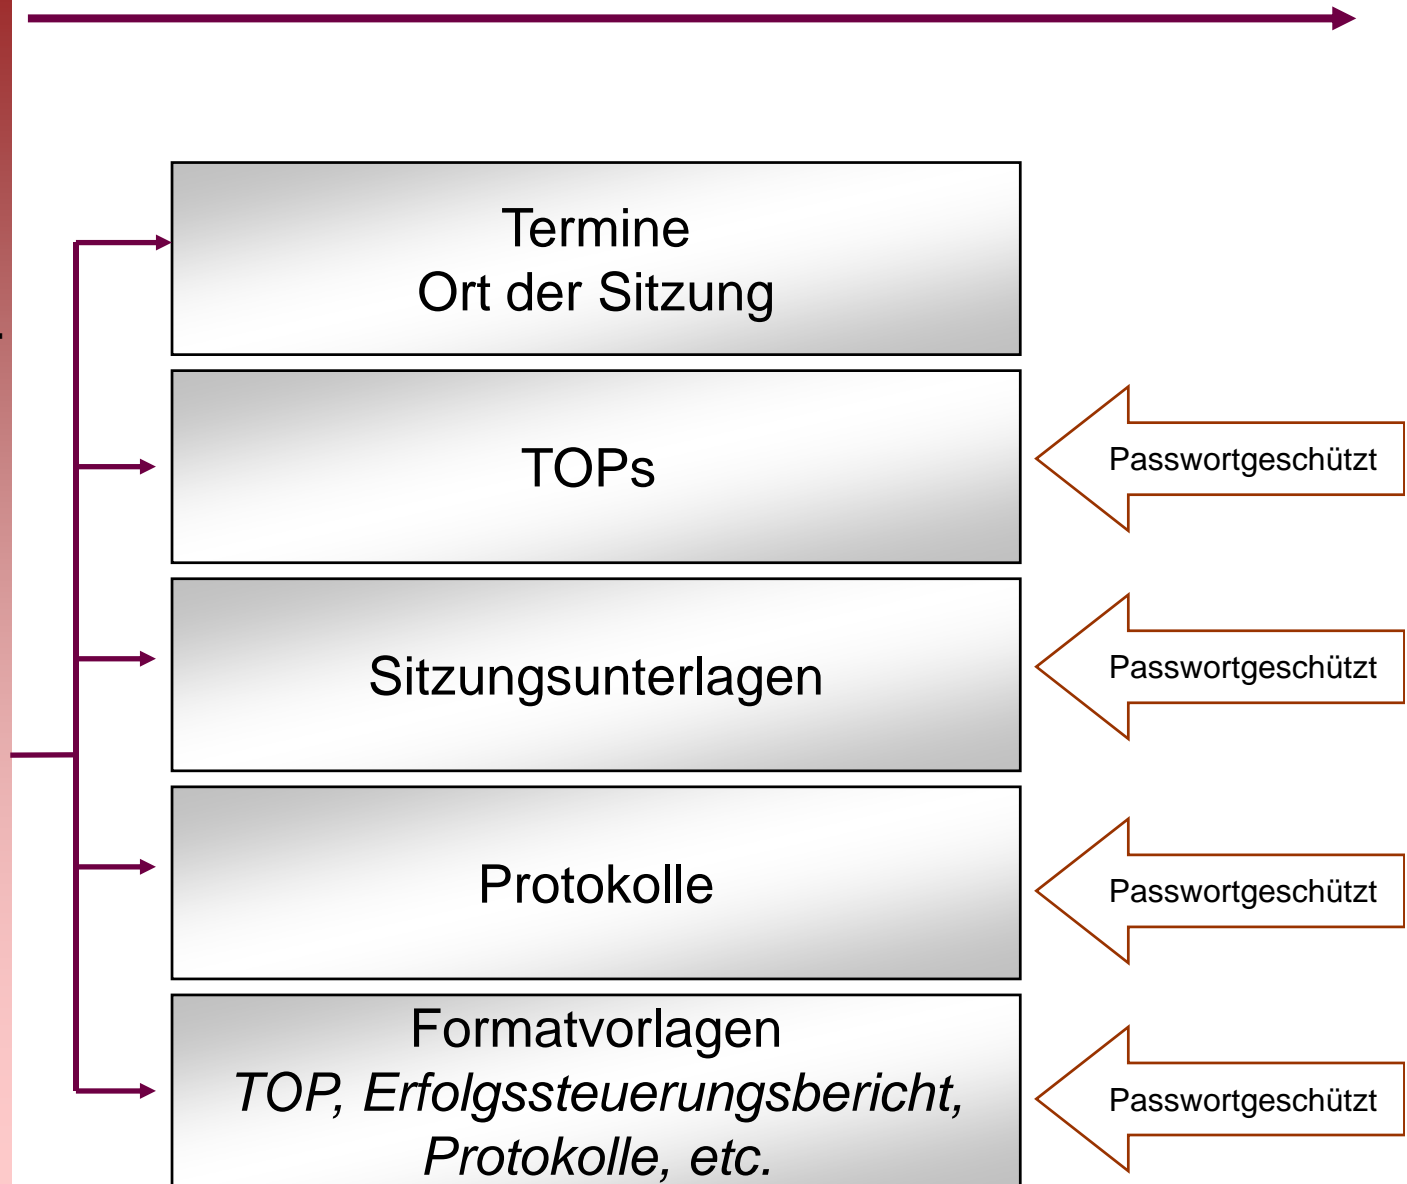 Termine
Ort der Sitzung
TOPs
Passwortgeschützt
Sitzungsunterlagen
Passwortgeschützt
Protokolle
Passwortgeschützt
Formatvorlagen
TOP, Erfolgssteuerungsbericht,
Protokolle, etc.
Passwortgeschützt